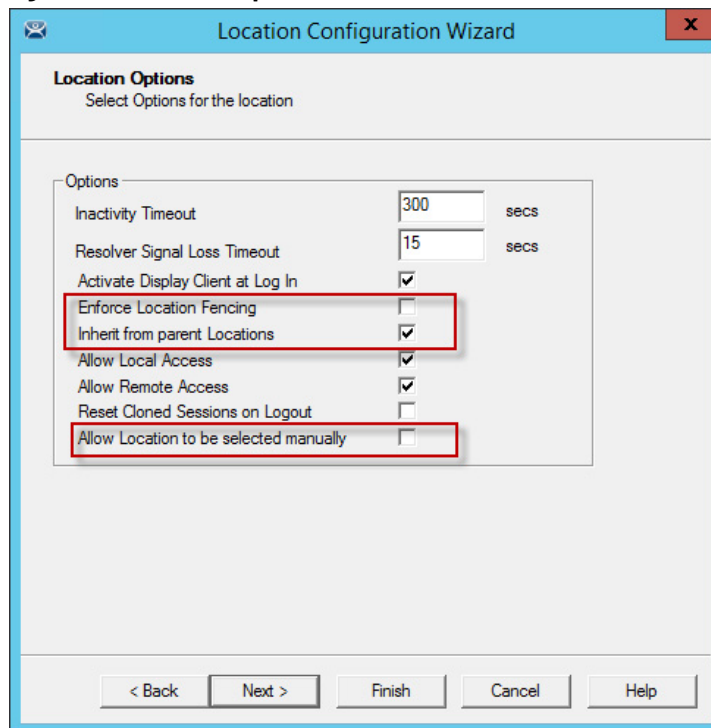 Location Configuration Wizard
x
Location Options
Select Options for the location
Options
Inactivity Timeout 300 secs
Resolver Signal Loss Timeout 15 secs
Activate Display Client at Log In
Enforce Location Fencing
Inherit from parent Locations
Allow Local Access
Allow Remote Access
Reset Cloned Sessions on Logout
Allow Location to be selected manually
< Back Next > Finish Cancel Help